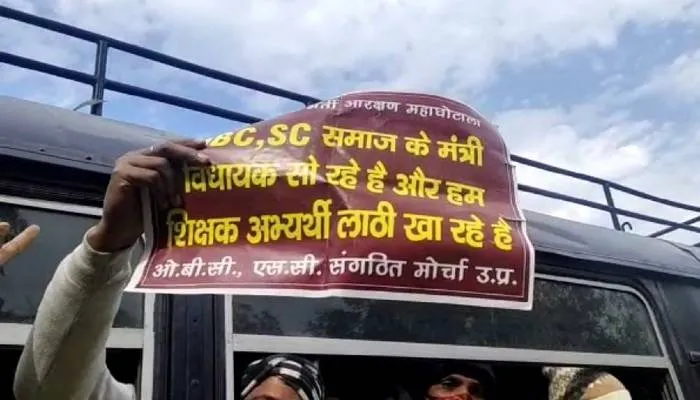 आरक्षण महाघोटाला
BC, SC समाज के मंत्री
विधायक सो रहे है और हम
शिक्षक अभ्यर्थी लाठी खा रहे है
ओ.बी.सी., एस.सी. संगठित मोर्चा उ.प्र.